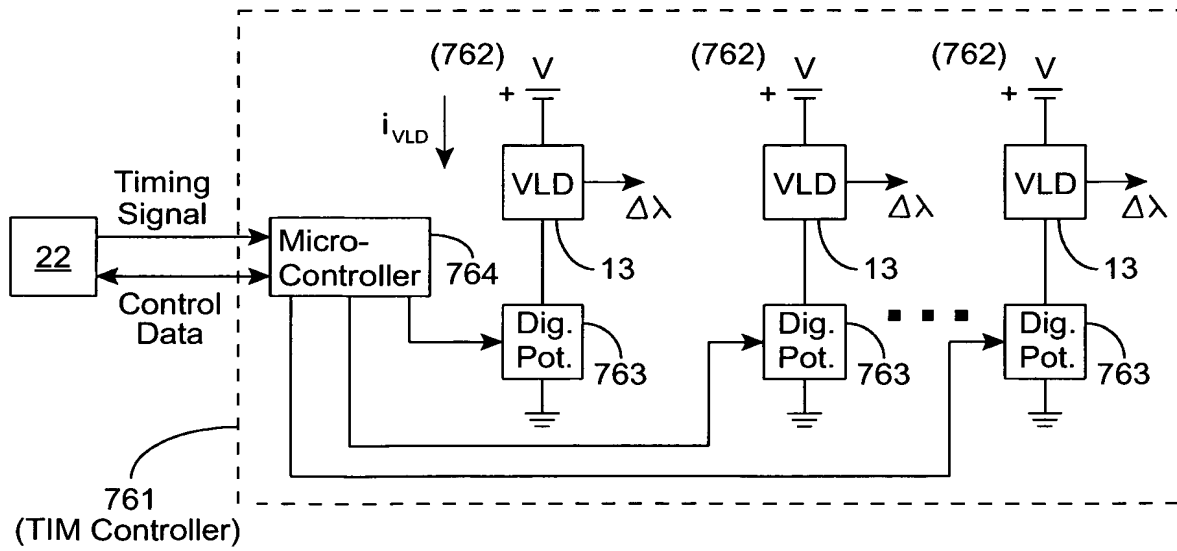 (762) V
+
(762) V
+
(762) V
+
i_VLD
VLD
Δλ
13
VLD
Δλ
13
VLD
Δλ
13
Timing
Signal
22
Control
Data
Micro-
Controller
764
Dig.
Pot.
763
Dig.
Pot.
763
Dig.
Pot.
763
761
(TIM Controller)